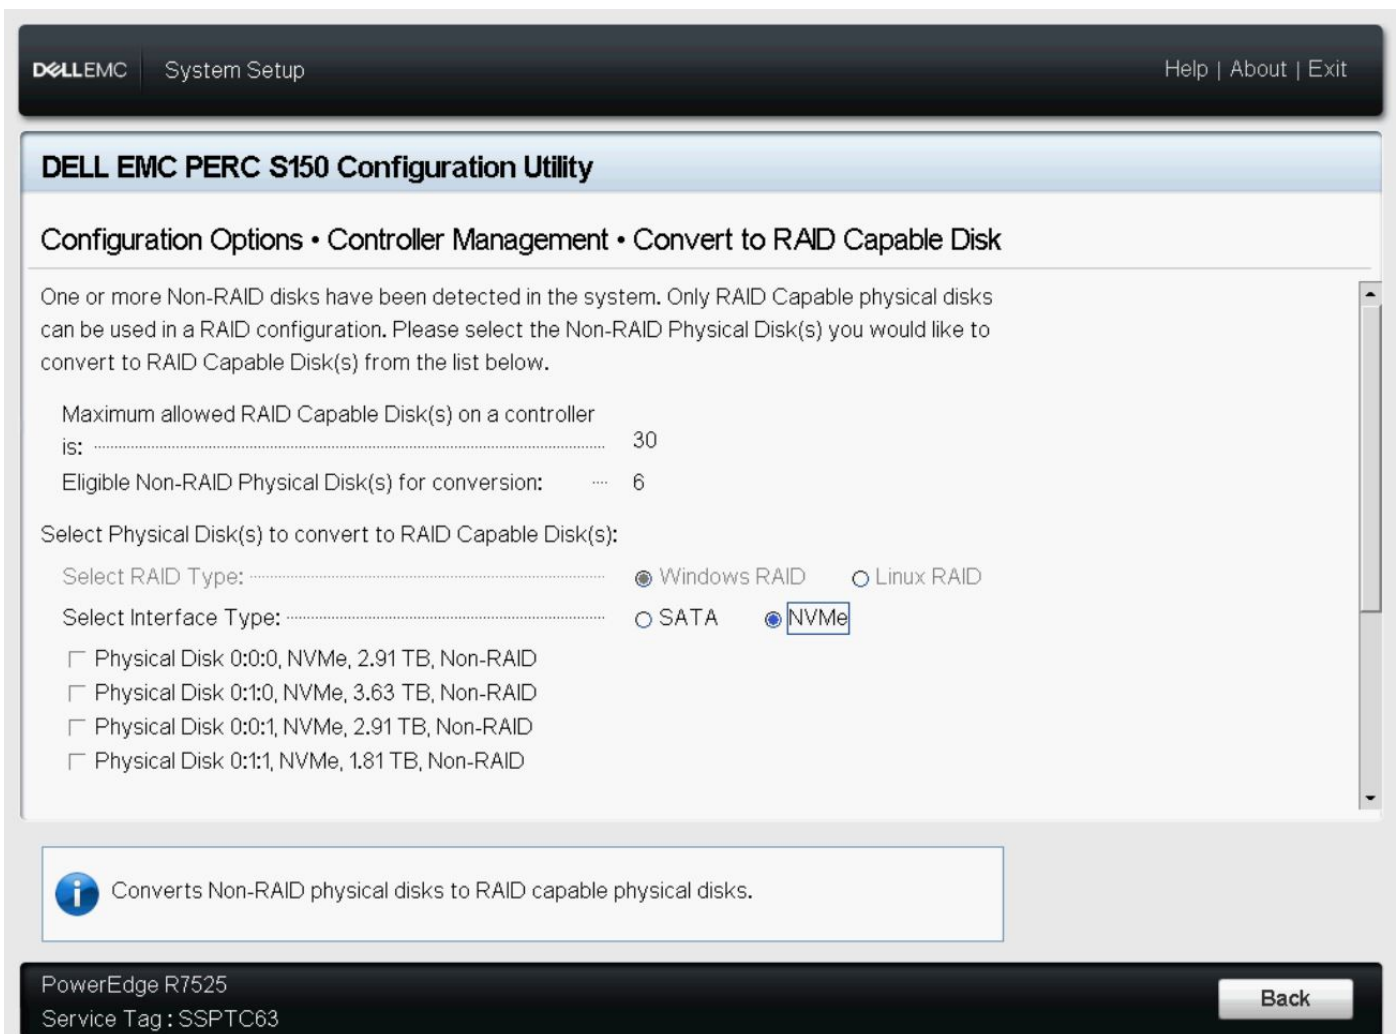 DELLEMC System Setup Help | About | Exit
DELL EMC PERC S150 Configuration Utility
Configuration Options • Controller Management • Convert to RAID Capable Disk
One or more Non-RAID disks have been detected in the system. Only RAID Capable physical disks
can be used in a RAID configuration. Please select the Non-RAID Physical Disk(s) you would like to
convert to RAID Capable Disk(s) from the list below.
Maximum allowed RAID Capable Disk(s) on a controller
is: 30
Eligible Non-RAID Physical Disk(s) for conversion: 6
Select Physical Disk(s) to convert to RAID Capable Disk(s):
Select RAID Type: Windows RAID Linux RAID
Select Interface Type: SATA NVMe
Physical Disk 0:0:0, NVMe, 2.91 TB, Non-RAID
Physical Disk 0:1:0, NVMe, 3.63 TB, Non-RAID
Physical Disk 0:0:1, NVMe, 2.91 TB, Non-RAID
Physical Disk 0:1:1, NVMe, 1.81 TB, Non-RAID
Converts Non-RAID physical disks to RAID capable physical disks.
PowerEdge R7525
Service Tag : SSPTC63
Back